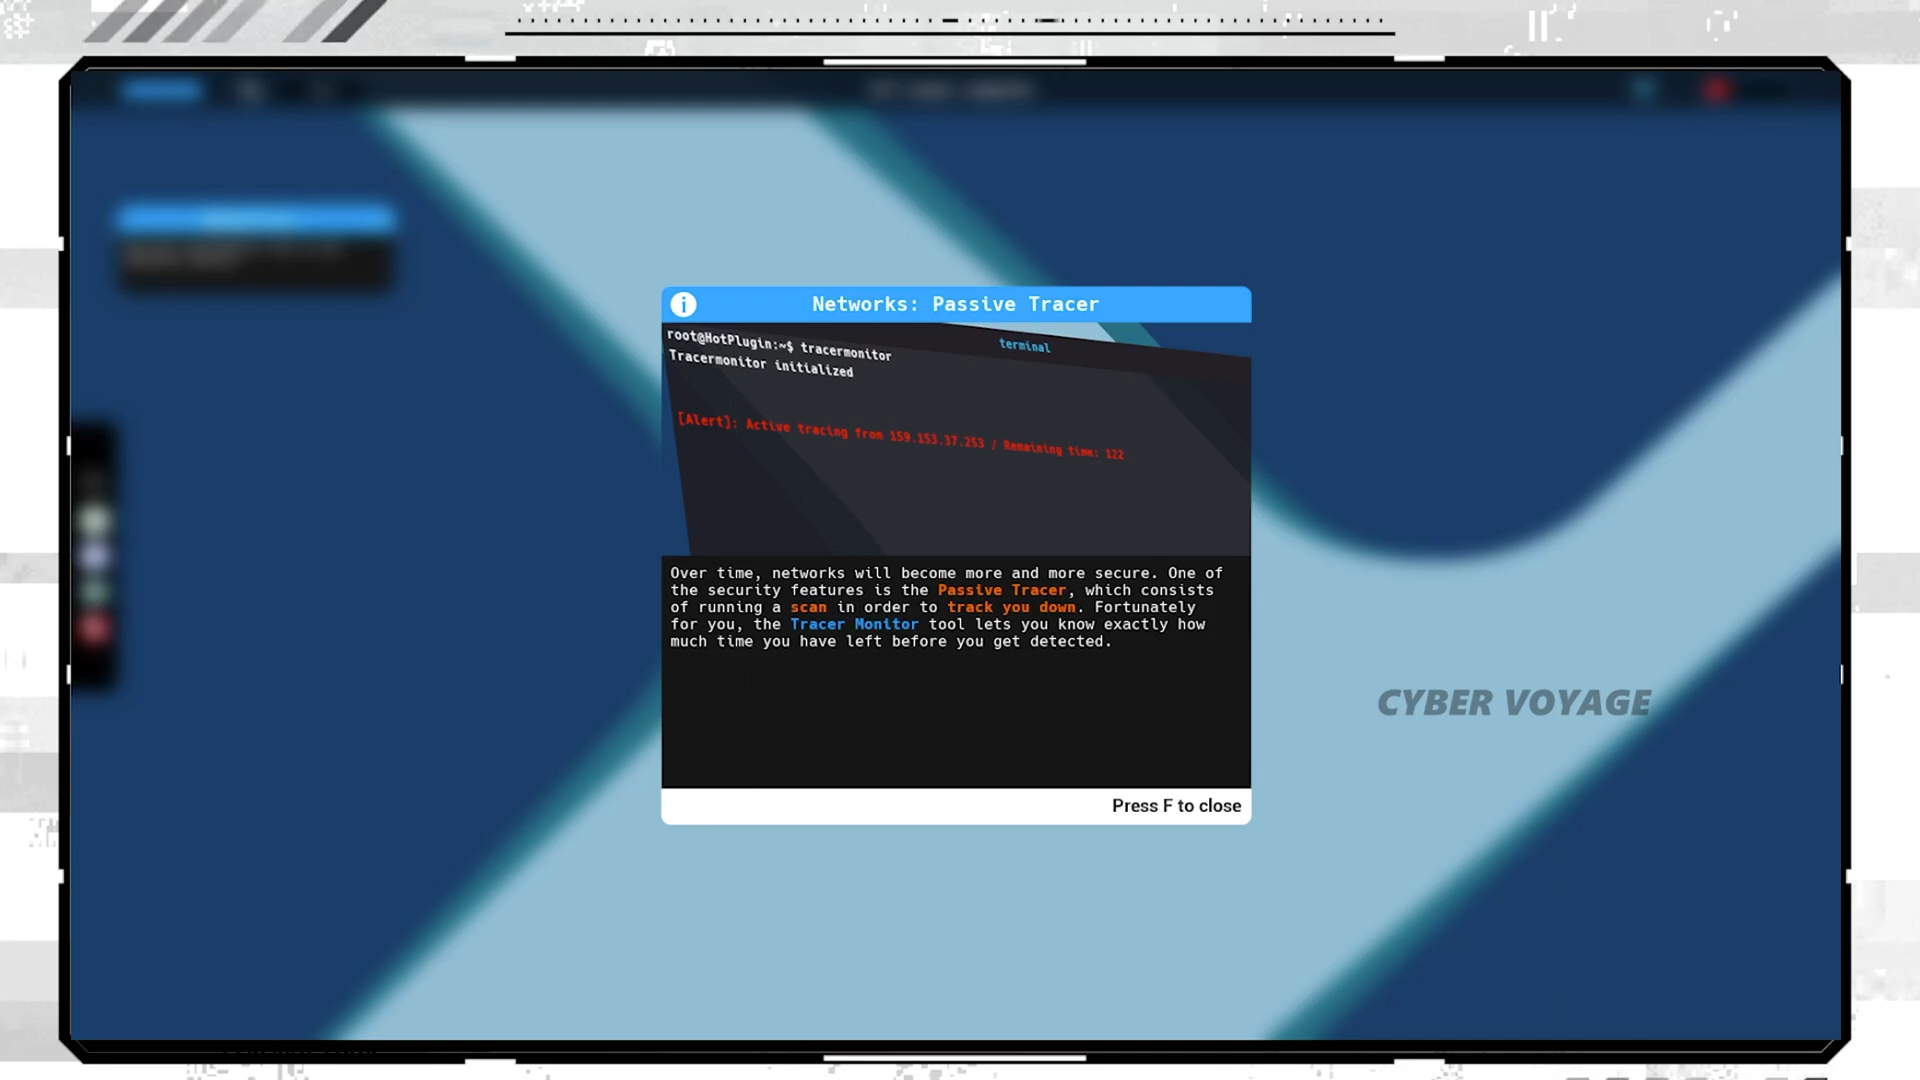 Networks: Passive Tracer
terminal
root@HotPlugin:~$ tracermonitor
Tracermonitor initialized
[Alert]: Active tracing from 159.153.37.253 / Remaining time: 122
Over time, networks will become more and more secure. One of
the security features is the Passive Tracer, which consists
of running a scan in order to track you down. Fortunately
for you, the Tracer Monitor tool lets you know exactly how
much time you have left before you get detected.
CYBER VOYAGE
Press F to close